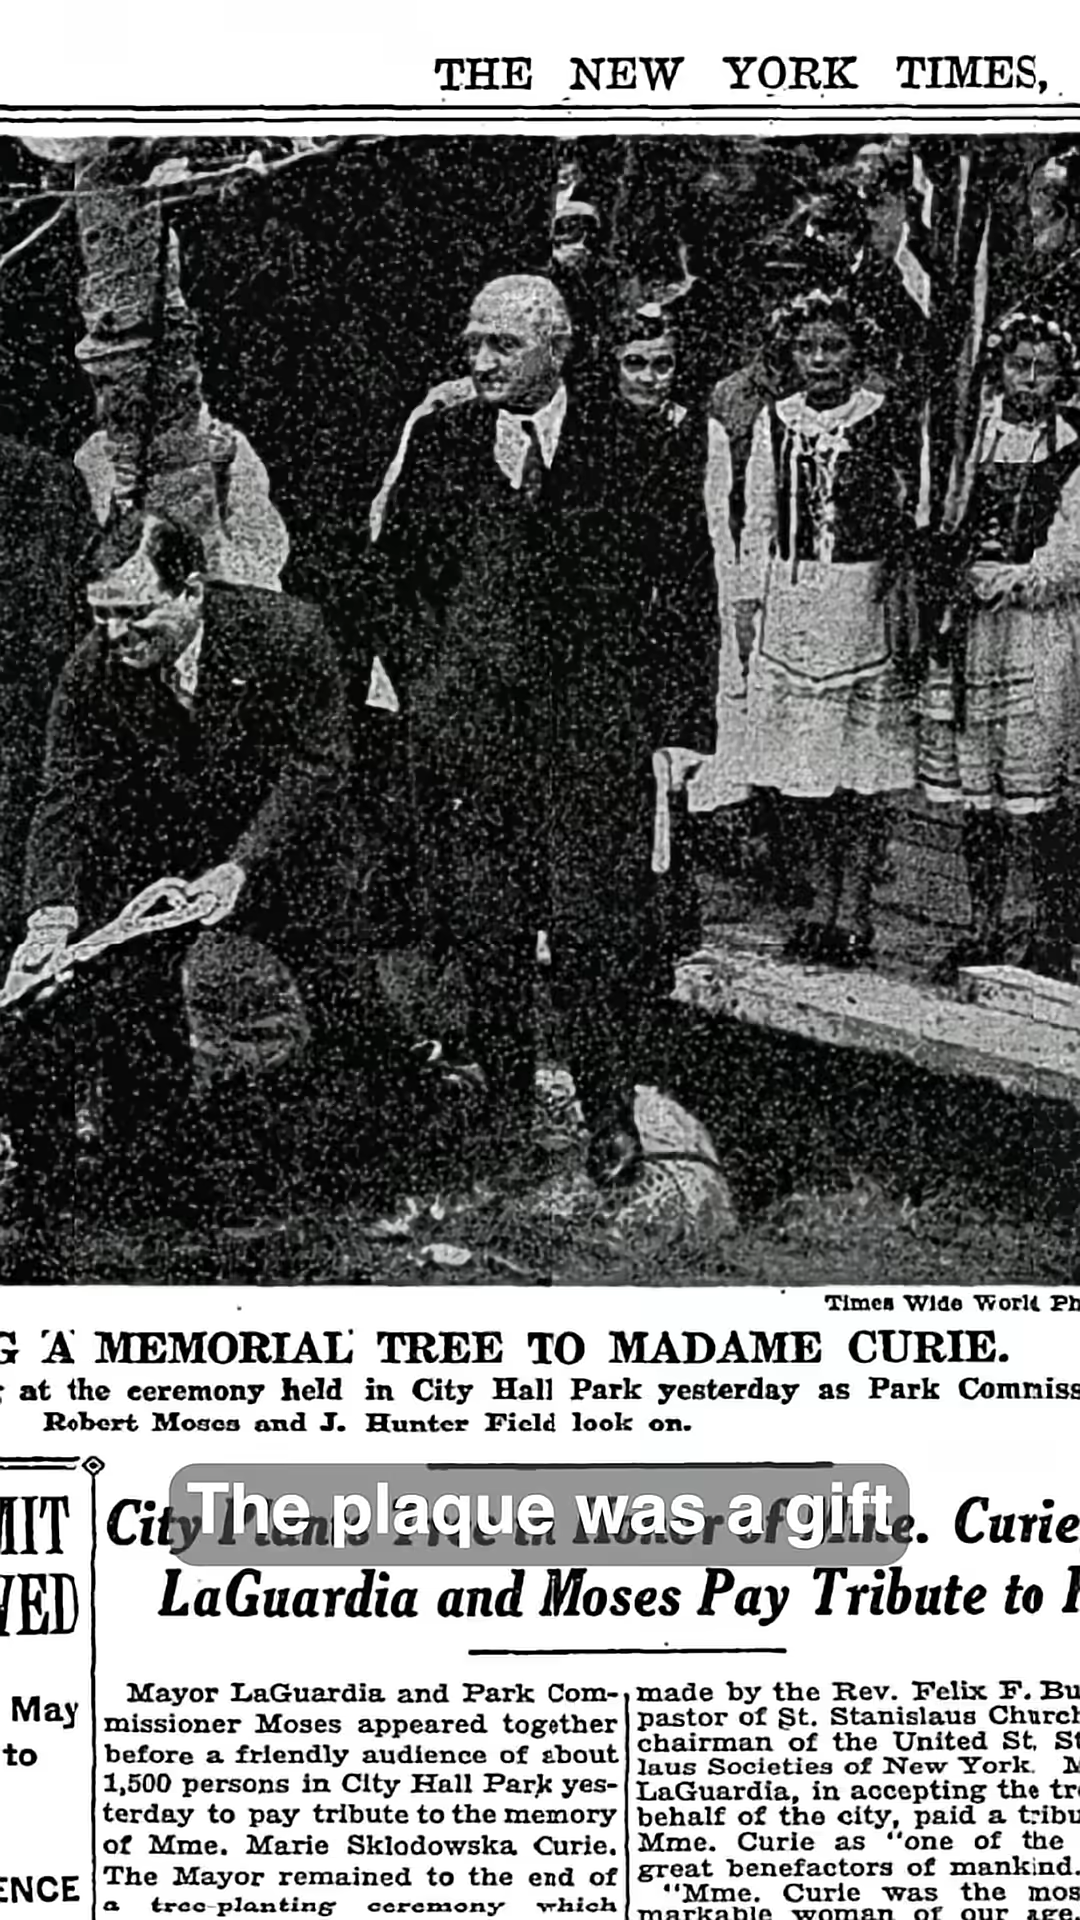 THE NEW YORK TIMES,
Times Wide World Ph
G A MEMORIAL TREE TO MADAME CURIE.
at the ceremony held in City Hall Park yesterday as Park Commiss
Robert Moses and J. Hunter Field look on.
The plaque was a gift
MIT
VED
May
to
ENCE
City Plants Tree in Honor of Mme. Curie,
LaGuardia and Moses Pay Tribute to
Mayor LaGuardia and Park Com-
missioner Moses appeared together
before a friendly audience of about
1,500 persons in City Hall Park yes-
terday to pay tribute to the memory
of Mme. Marie Sklodowska Curie.
The Mayor remained to the end of
a tree-planting ceremony which
made by the Rev. Felix F. Bu
pastor of St. Stanislaus Church
chairman of the United St. St
laus Societies of New York. M
LaGuardia, in accepting the tre
behalf of the city, paid a tribu
Mme. Curie as "one of the
great benefactors of mankind.
"Mme. Curie was the mos
markable woman of our age.